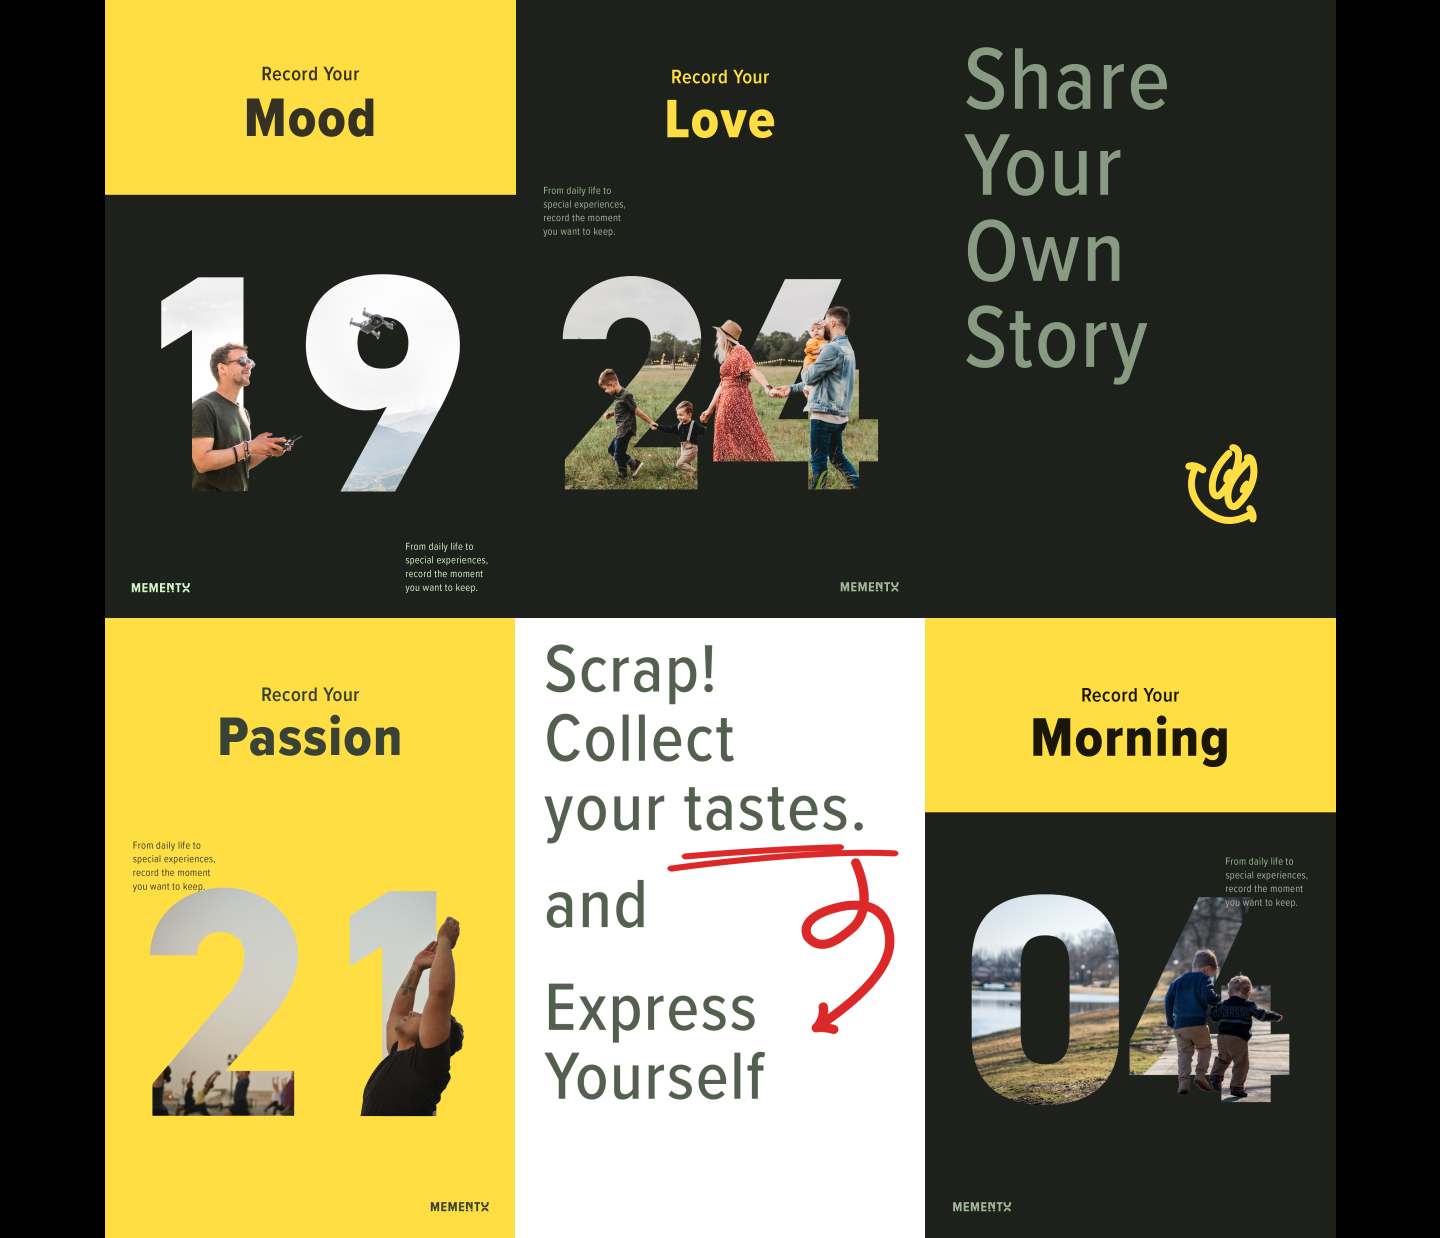 Record Your
Mood
19
From daily life to
special experiences,
record the moment
you want to keep.
MEMENTX
Record Your
Love
From daily life to
special experiences,
record the moment
you want to keep.
24
MEMENTX
Share
Your
Own
Story
Record Your
Passion
From daily life to
special experiences,
record the moment
you want to keep.
21
MEMENTX
Scrap!
Collect
your tastes.
and
Express
Yourself
Record Your
Morning
From daily life to
special experiences,
record the moment
you want to keep.
04
MEMENTX